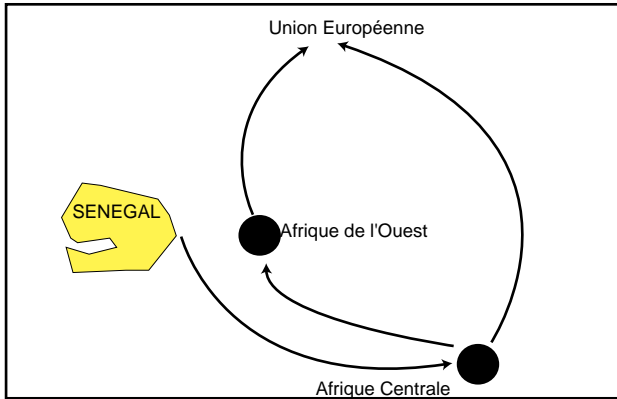 Union Européenne
SENEGAL
Afrique de l'Ouest
Afrique Centrale